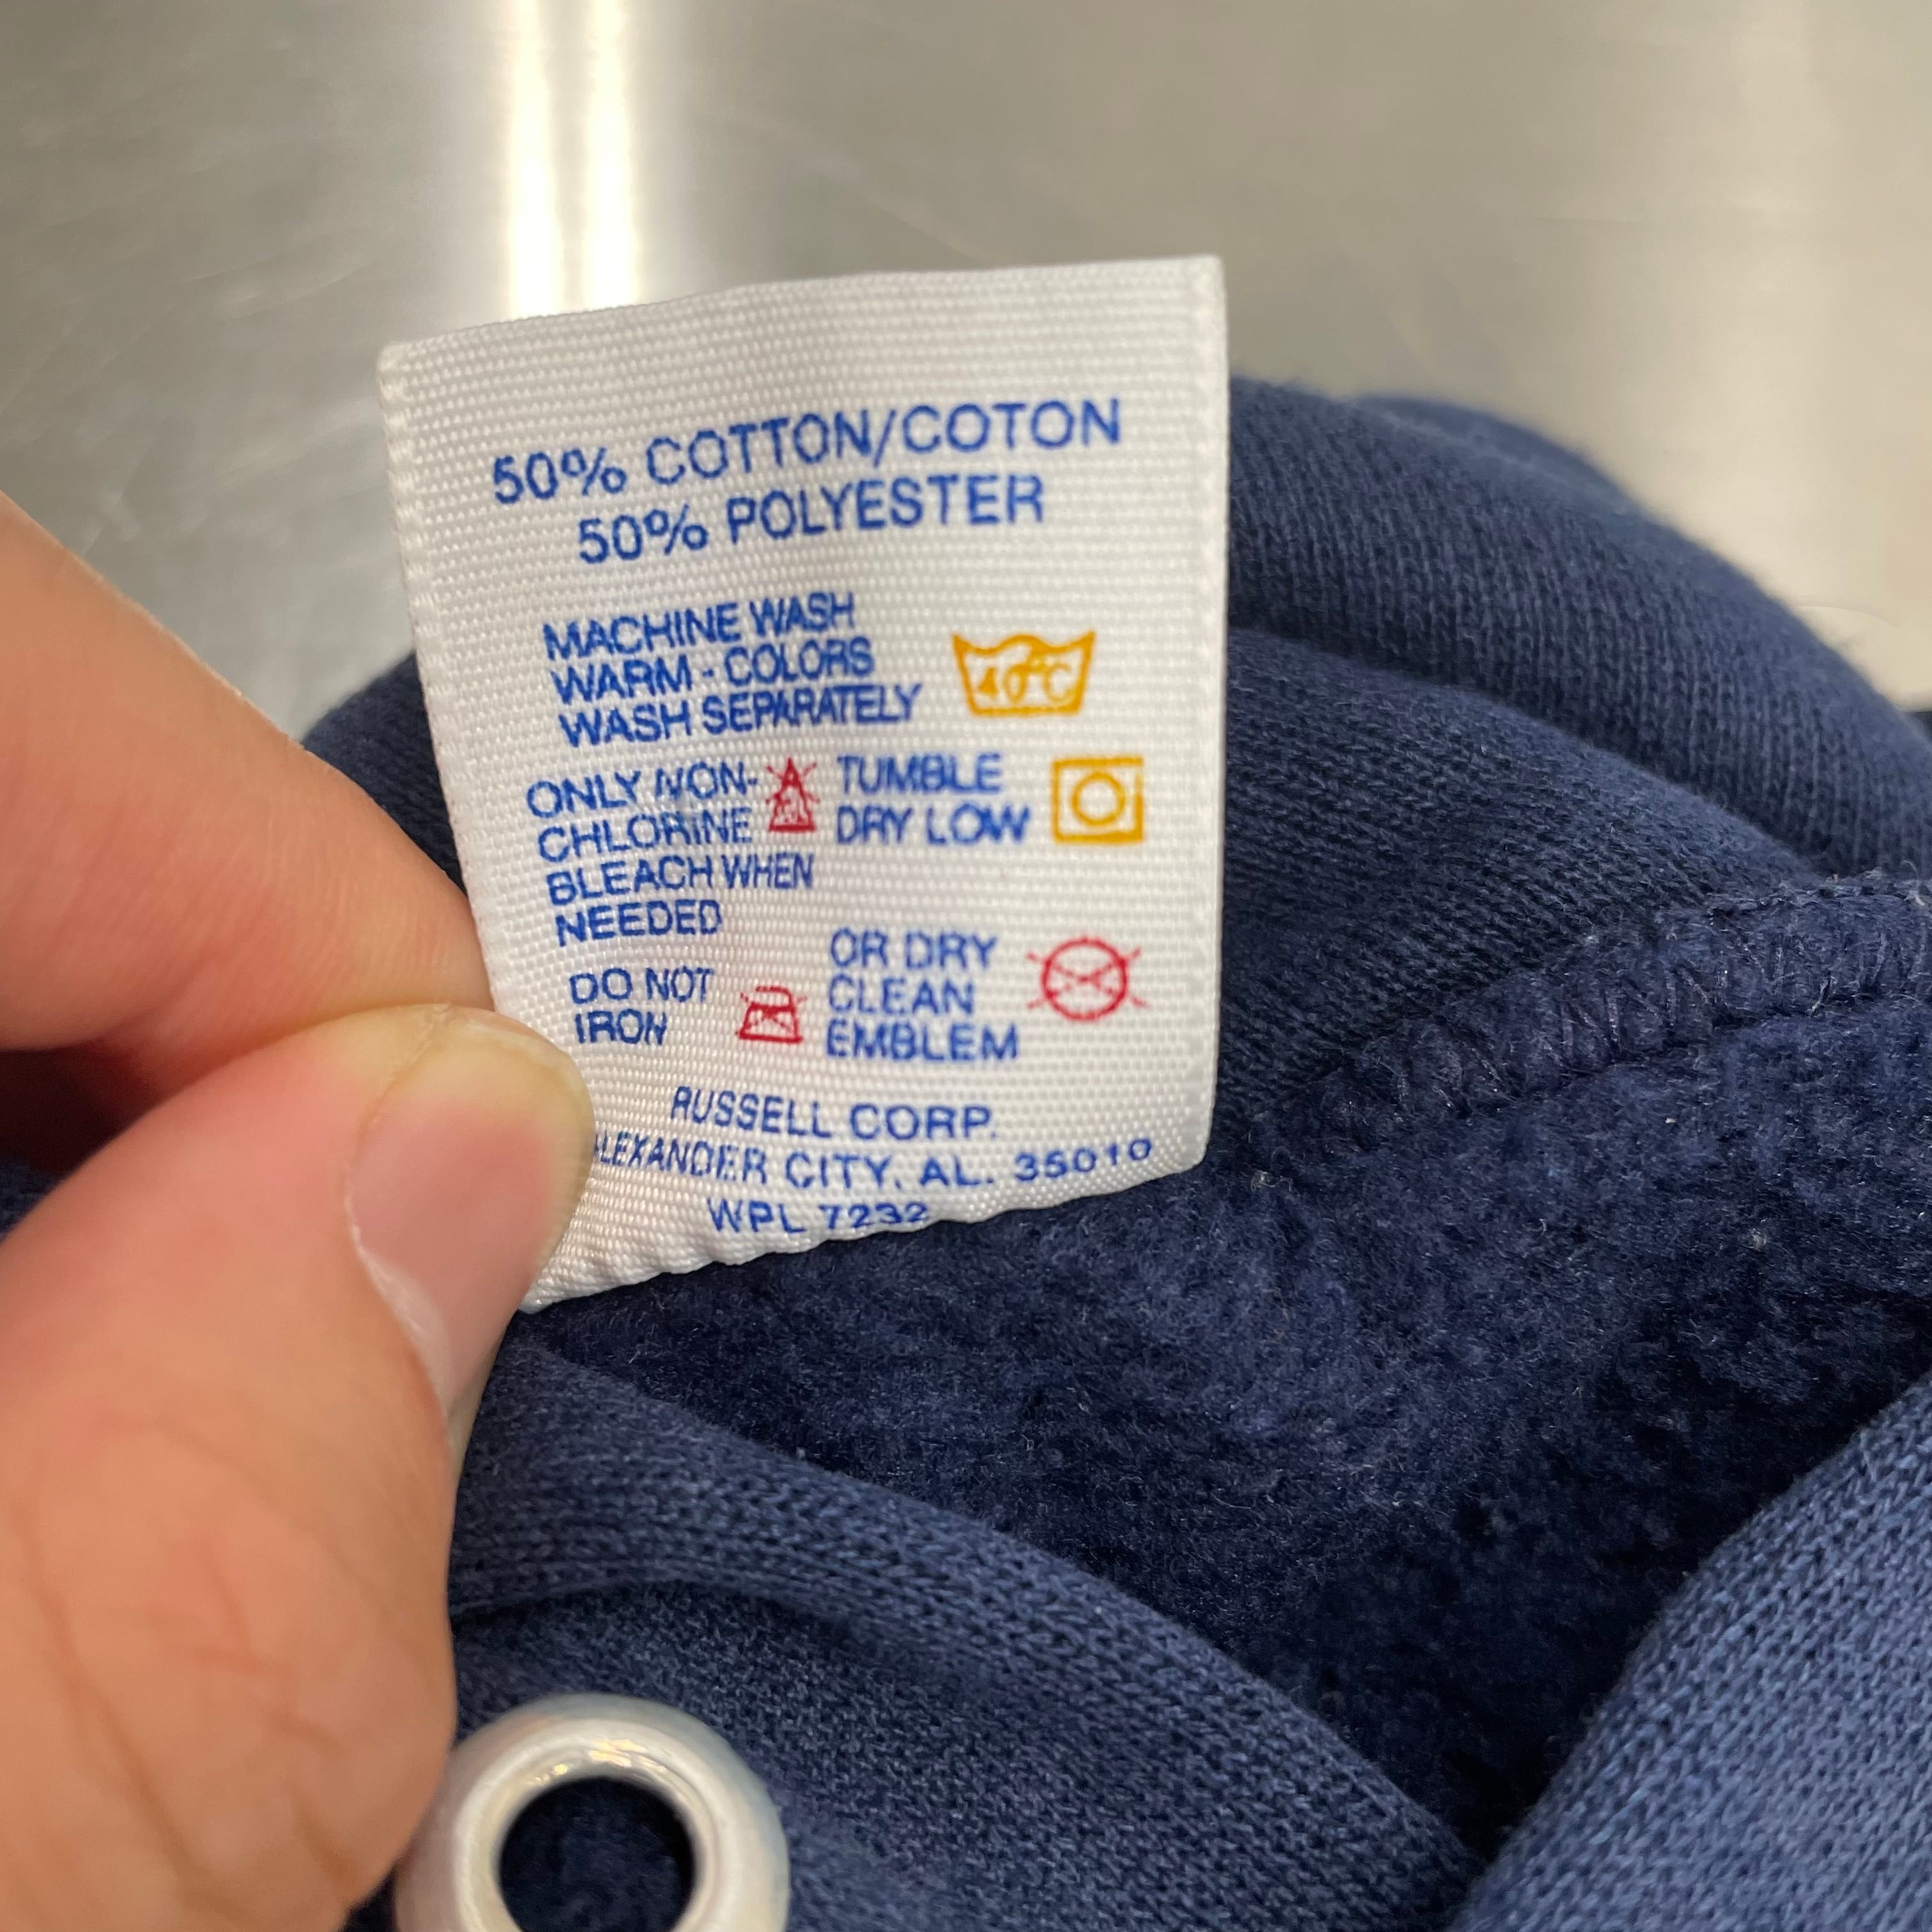 50% COTTON/COTON
50% POLYESTER
MACHINE WASH
WARM - COLORS
WASH SEPARATELY
40°C
ONLY NON-
CHLORINE
BLEACH WHEN
NEEDED
TUMBLE
DRY LOW
DO NOT
IRON
OR DRY
CLEAN
EMBLEM
RUSSELL CORP.
LEXANDER CITY, AL. 35010
WPL 7232